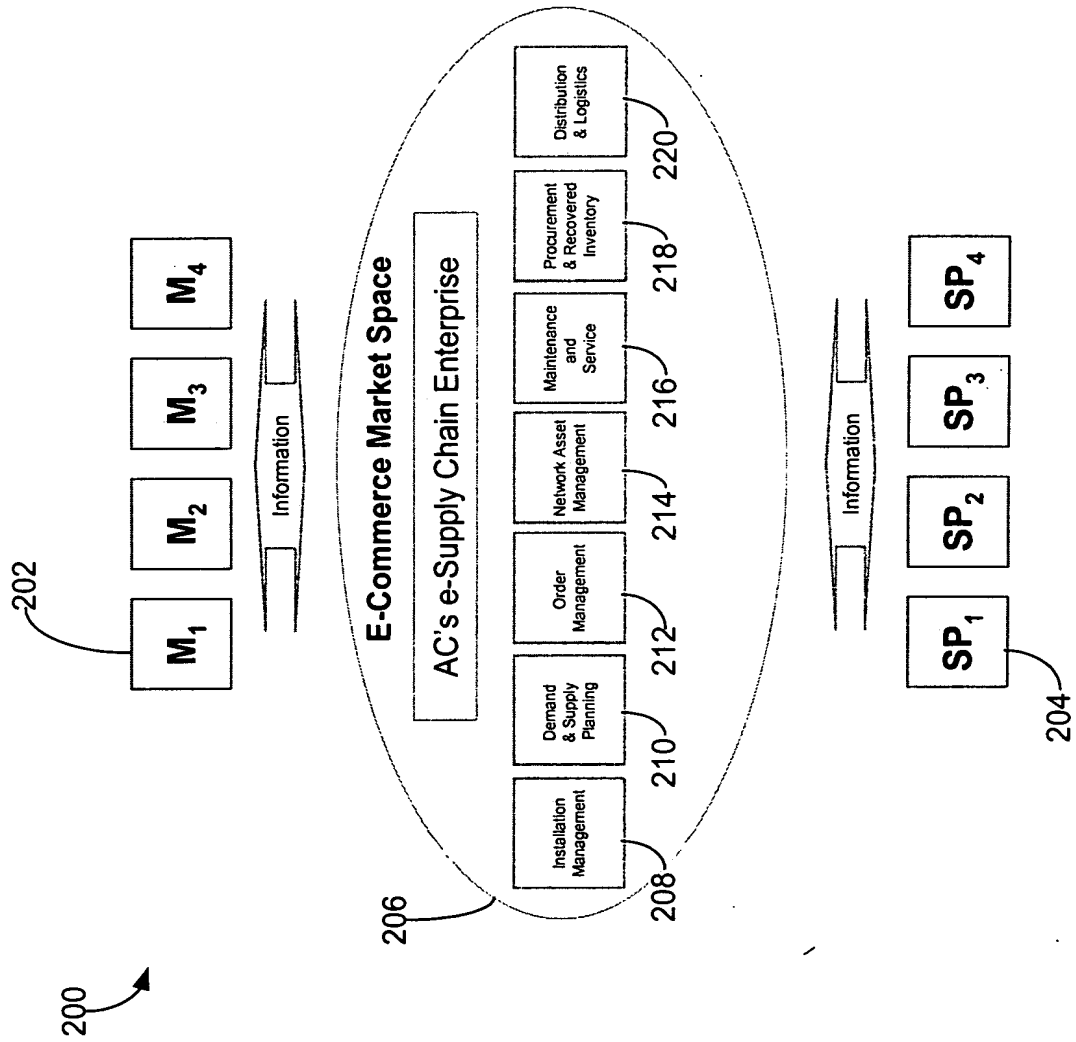 200
202
M1
M2
M3
M4
Information
206
E-Commerce Market Space
AC's e-Supply Chain Enterprise
Installation
Management
Demand
& Supply
Planning
Order
Management
Network Asset
Management
Maintenance
and
Service
Procurement
& Recovered
Inventory
Distribution
& Logistics
208
210
212
214
216
218
220
Information
SP1
SP2
SP3
SP4
204